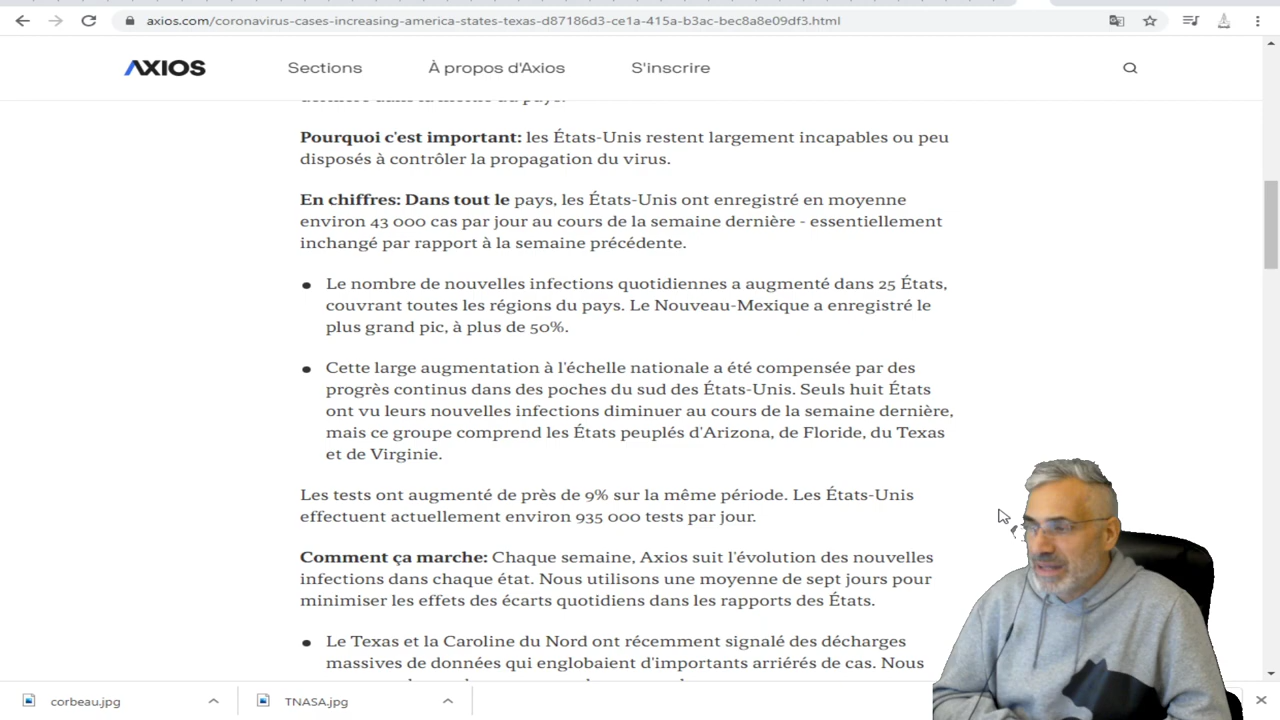 axios.com/coronavirus-cases-increasing-america-states-texas-d87186d3-ce1a-415a-b3ac-bec8a8e09df3.html
AXIOS
Sections
À propos d'Axios
S'inscrire
Pourquoi c'est important: les États-Unis restent largement incapables ou peu
disposés à contrôler la propagation du virus.
En chiffres: Dans tout le pays, les États-Unis ont enregistré en moyenne
environ 43 000 cas par jour au cours de la semaine dernière - essentiellement
inchangé par rapport à la semaine précédente.
Le nombre de nouvelles infections quotidiennes a augmenté dans 25 États,
couvrant toutes les régions du pays. Le Nouveau-Mexique a enregistré le
plus grand pic, à plus de 50%.
Cette large augmentation à l'échelle nationale a été compensée par des
progrès continus dans des poches du sud des États-Unis. Seuls huit États
ont vu leurs nouvelles infections diminuer au cours de la semaine dernière,
mais ce groupe comprend les États peuplés d'Arizona, de Floride, du Texas
et de Virginie.
Les tests ont augmenté de près de 9% sur la même période. Les États-Unis
effectuent actuellement environ 935 000 tests par jour.
Comment ça marche: Chaque semaine, Axios suit l'évolution des nouvelles
infections dans chaque état. Nous utilisons une moyenne de sept jours pour
minimiser les effets des écarts quotidiens dans les rapports des États.
Le Texas et la Caroline du Nord ont récemment signalé des décharges
massives de données qui englobaient d'importants arriérés de cas. Nous
corbeau.jpg
TNASA.jpg